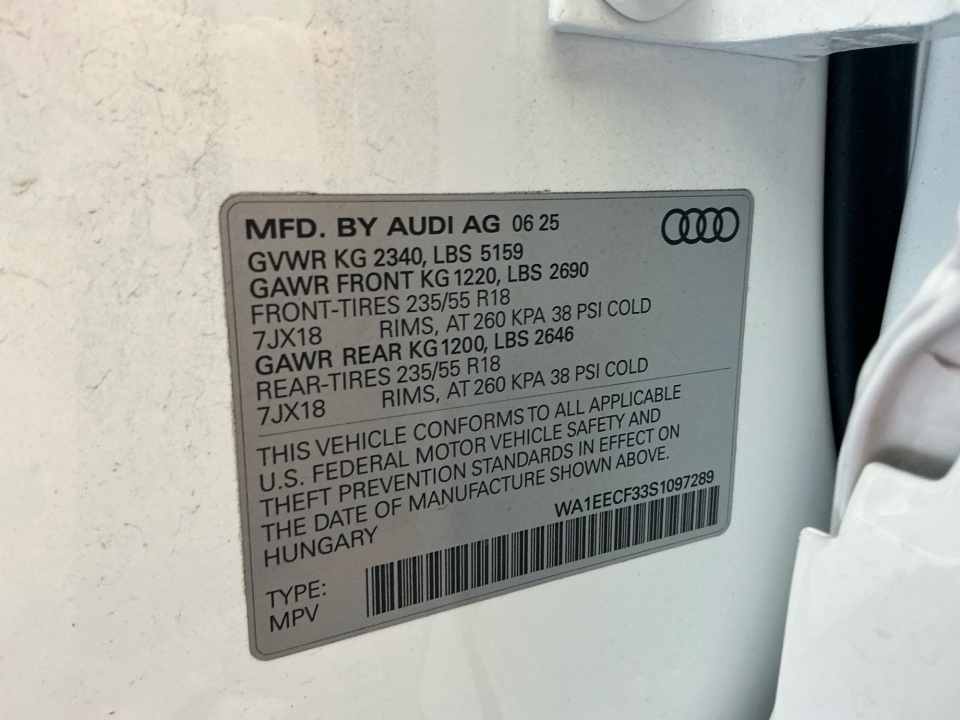 MFD. BY AUDI AG 06 25
GVWR KG 2340, LBS 5159
GAWR FRONT KG 1220, LBS 2690
FRONT-TIRES 235/55 R18
7JX18 RIMS, AT 260 KPA 38 PSI COLD
GAWR REAR KG 1200, LBS 2646
REAR-TIRES 235/55 R18
7JX18 RIMS, AT 260 KPA 38 PSI COLD
THIS VEHICLE CONFORMS TO ALL APPLICABLE
U.S. FEDERAL MOTOR VEHICLE SAFETY AND
THEFT PREVENTION STANDARDS IN EFFECT ON
THE DATE OF MANUFACTURE SHOWN ABOVE.
HUNGARY WA1EECF33S1097289
TYPE:
MPV